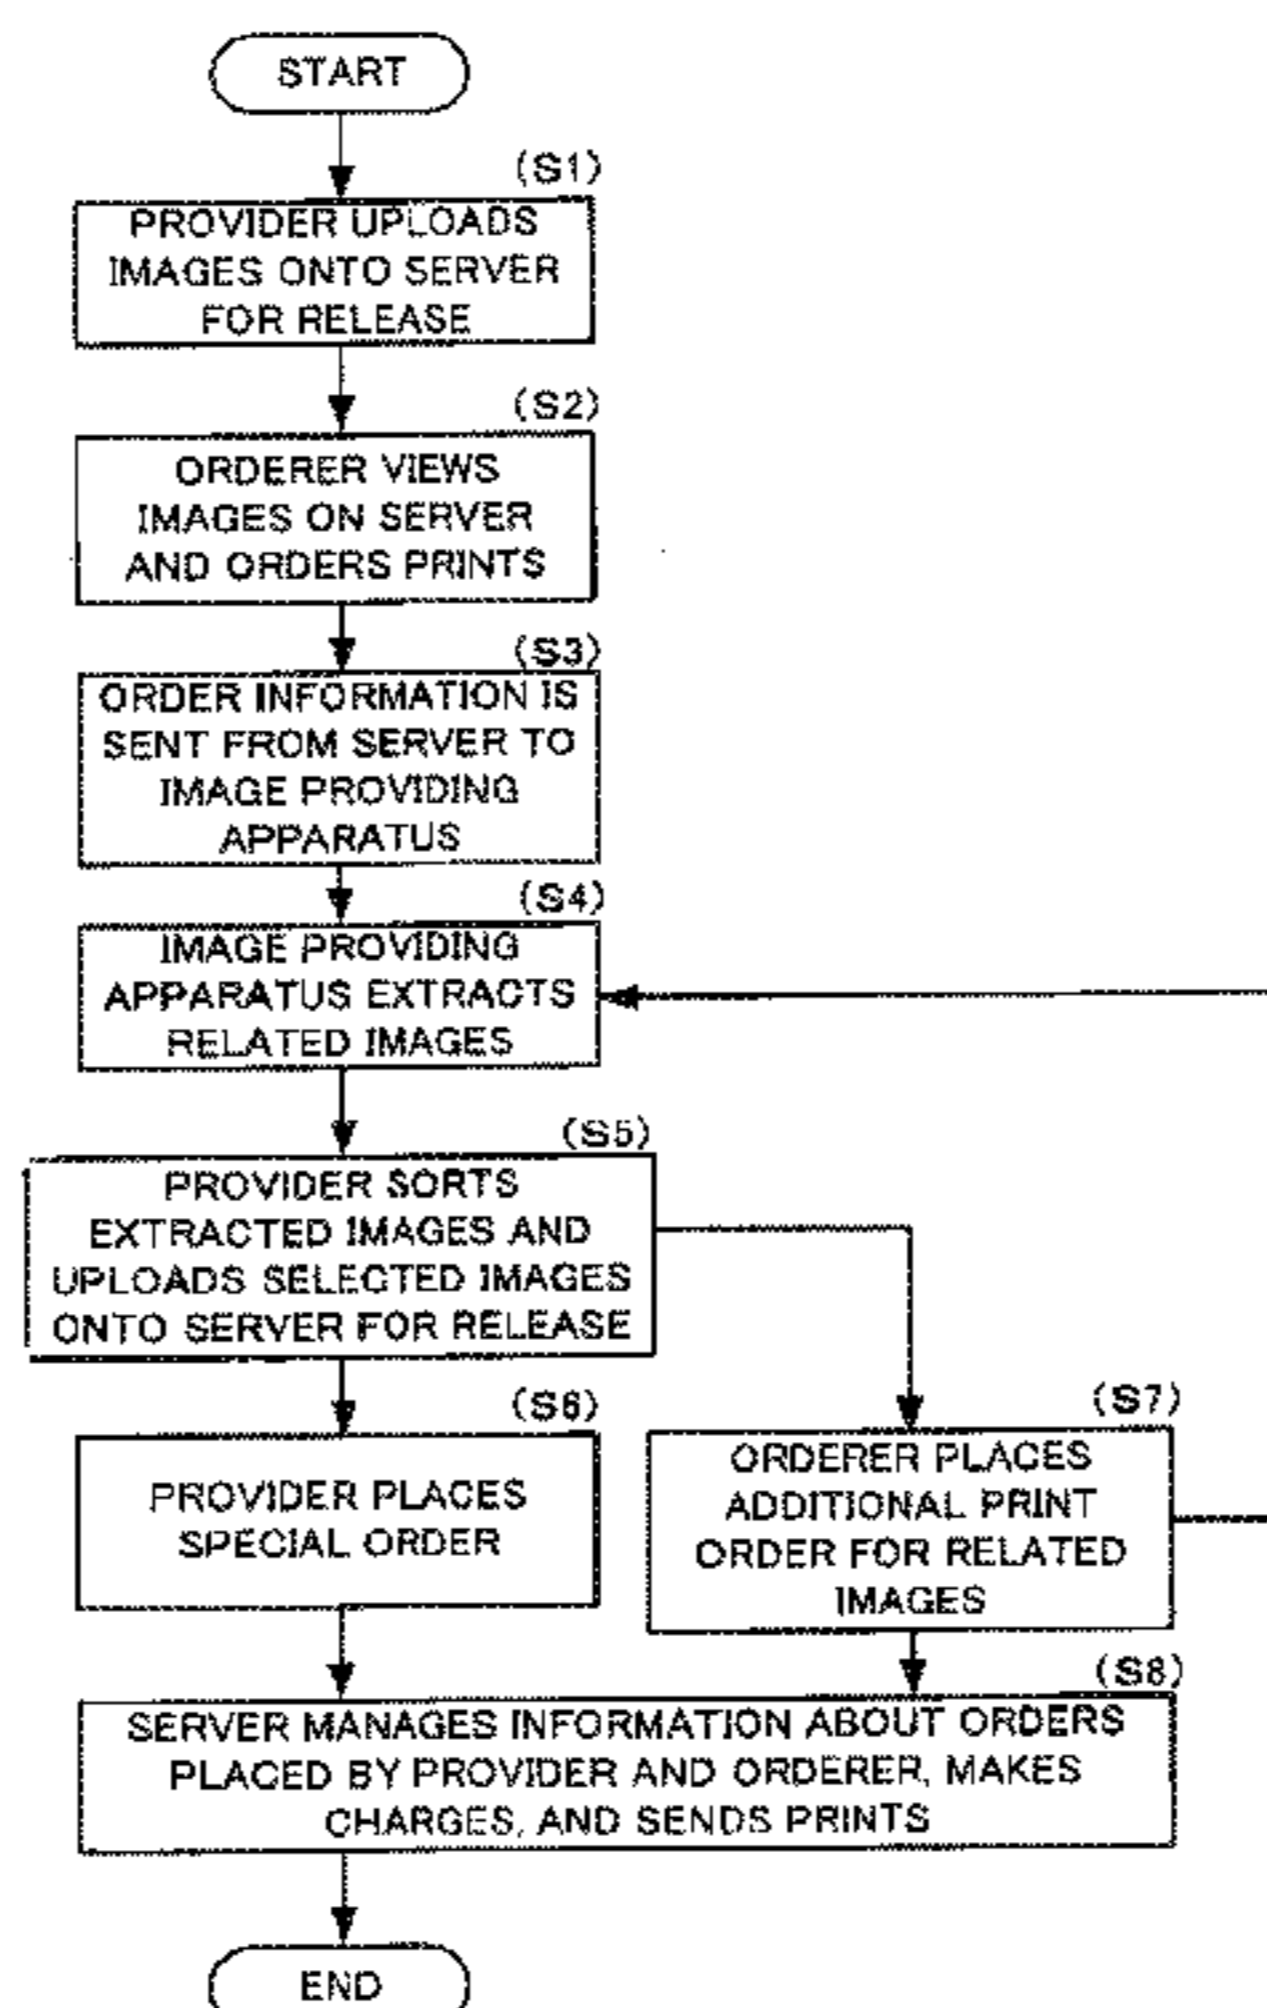 START
(S1)
PROVIDER UPLOADS
IMAGES ONTO SERVER
FOR RELEASE
(S2)
ORDERER VIEWS
IMAGES ON SERVER
AND ORDERS PRINTS
(S3)
ORDER INFORMATION IS
SENT FROM SERVER TO
IMAGE PROVIDING
APPARATUS
(S4)
IMAGE PROVIDING
APPARATUS EXTRACTS
RELATED IMAGES
(S5)
PROVIDER SORTS
EXTRACTED IMAGES AND
UPLOADS SELECTED IMAGES
ONTO SERVER FOR RELEASE
(S6)
PROVIDER PLACES
SPECIAL ORDER
(S7)
ORDERER PLACES
ADDITIONAL PRINT
ORDER FOR RELATED
IMAGES
(S8)
SERVER MANAGES INFORMATION ABOUT ORDERS
PLACED BY PROVIDER AND ORDERER, MAKES
CHARGES, AND SENDS PRINTS
END